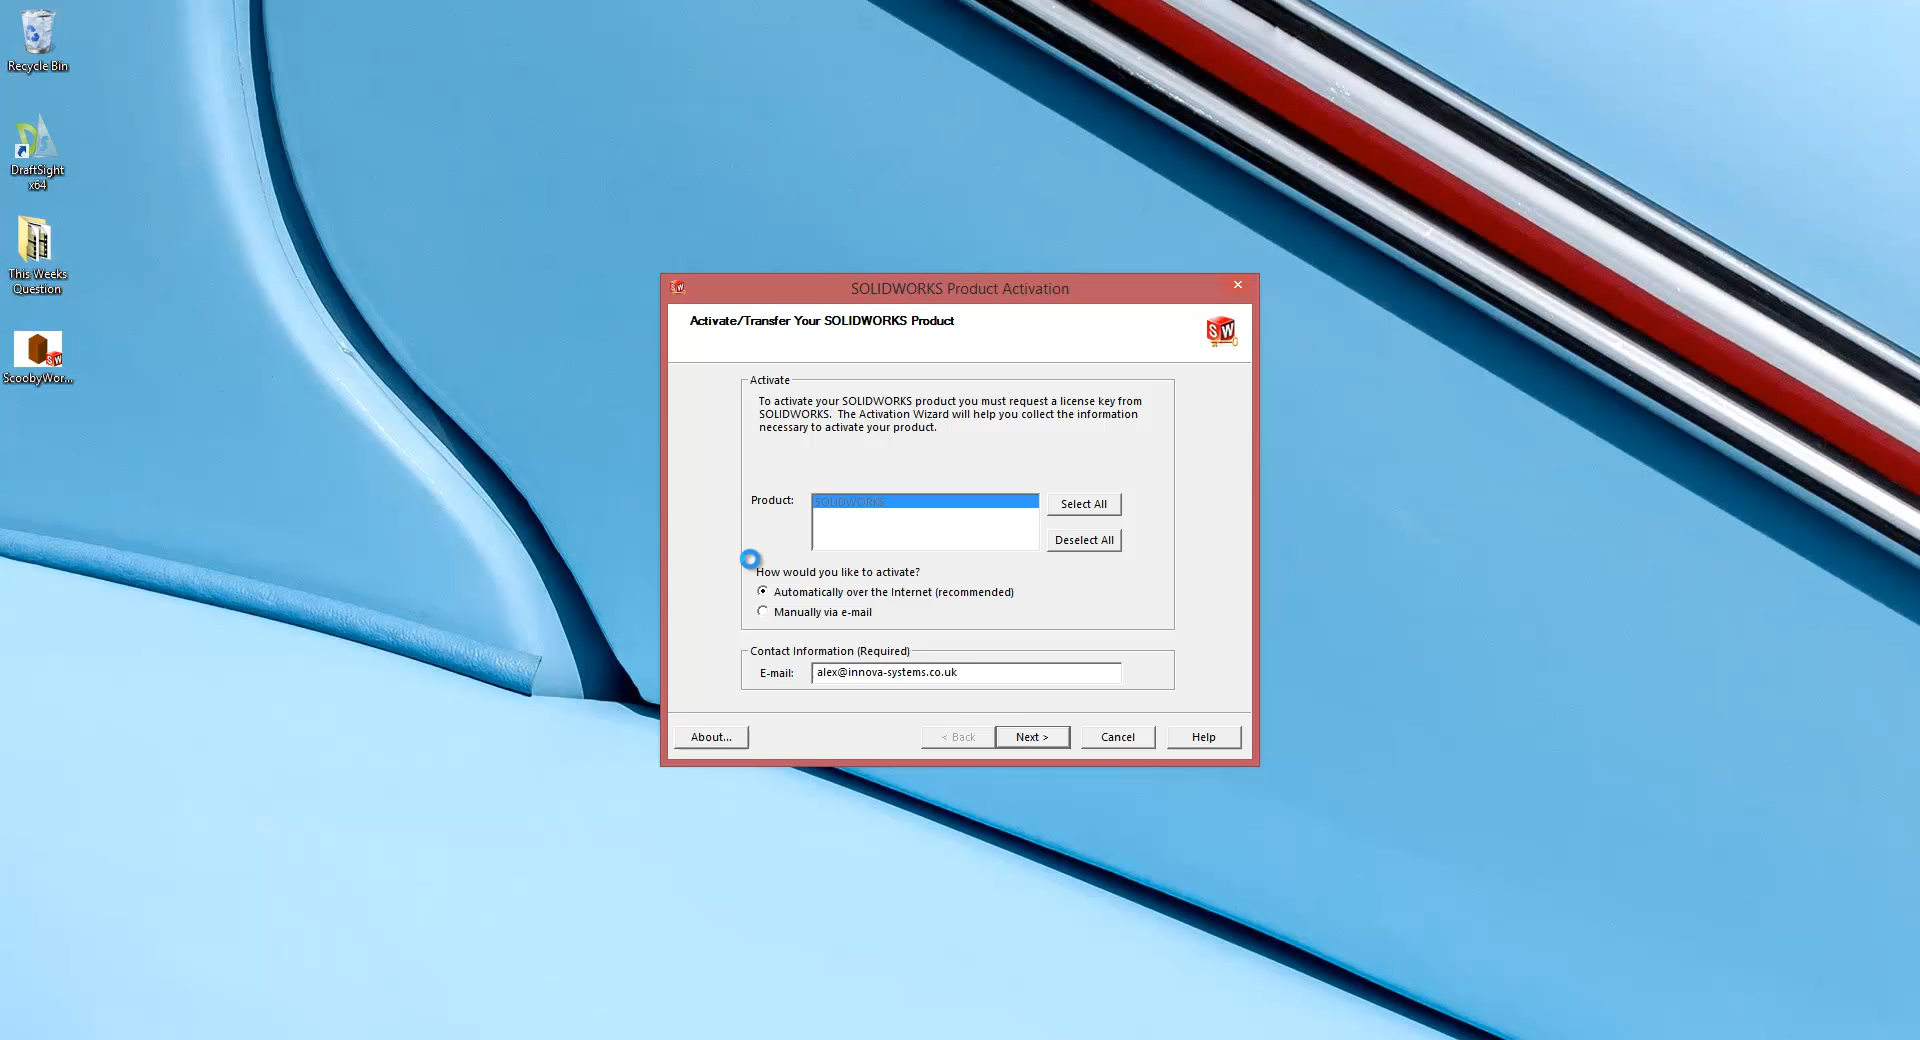 Recycle Bin
DraftSight
x64
This Weeks
Question
ScoobyWor...
SOLIDWORKS Product Activation
Activate/Transfer Your SOLIDWORKS Product
SW
Activate
To activate your SOLIDWORKS product you must request a license key from
SOLIDWORKS. The Activation Wizard will help you collect the information
necessary to activate your product.
Product:
SOLIDWORKS
Select All
Deselect All
How would you like to activate?
Automatically over the Internet (recommended)
Manually via e-mail
Contact Information (Required)
E-mail:
alex@innova-systems.co.uk
About...
< Back
Next >
Cancel
Help